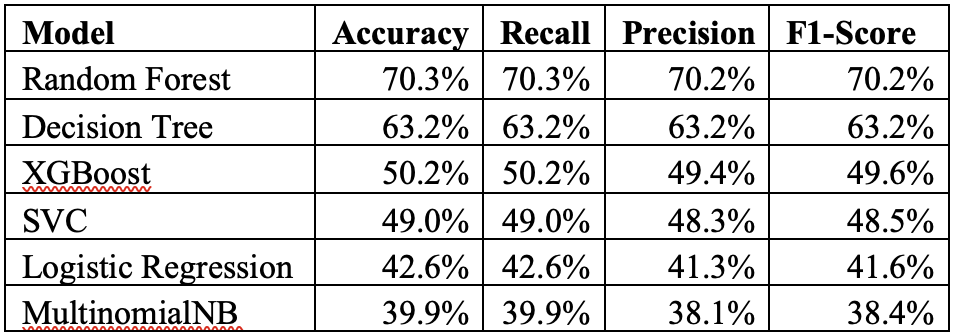 Model Accuracy Recall Precision F1-Score
Random Forest 70.3% 70.3% 70.2% 70.2%
Decision Tree 63.2% 63.2% 63.2% 63.2%
XGBoost 50.2% 50.2% 49.4% 49.6%
SVC 49.0% 49.0% 48.3% 48.5%
Logistic Regression 42.6% 42.6% 41.3% 41.6%
MultinomialNB 39.9% 39.9% 38.1% 38.4%